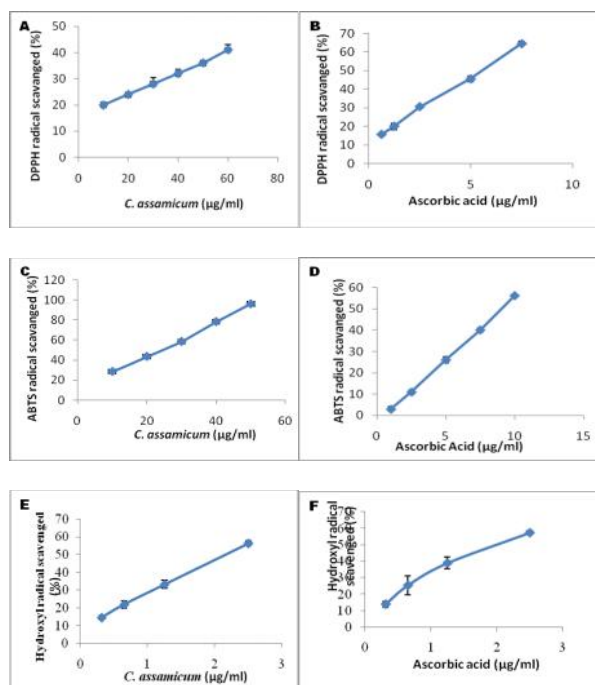 A
DPPH radical scavanged (%)
50
40
30
20
10
0
0 20 40 60 80
C. assamicum (µg/ml)
B
DPPH radical scavanged (%)
70
60
50
40
30
20
10
0
0 5 10
Ascorbic acid (µg/ml)
C
ABTS radical scavanged (%)
120
100
80
60
40
20
0
0 20 40 60
C. assamicum (µg/ml)
D
ABTS radical scavanged (%)
60
50
40
30
20
10
0
0 5 10 15
Ascorbic Acid (µg/ml)
E
Hydroxyl radical scavenged
(%)
70
60
50
40
30
20
10
0
0 1 2 3
C. assamicum (µg/ml)
F
Hydroxyl radical
scavenged (%)
70
60
50
40
30
20
10
0
0 1 2 3
Ascorbic acid (µg/ml)